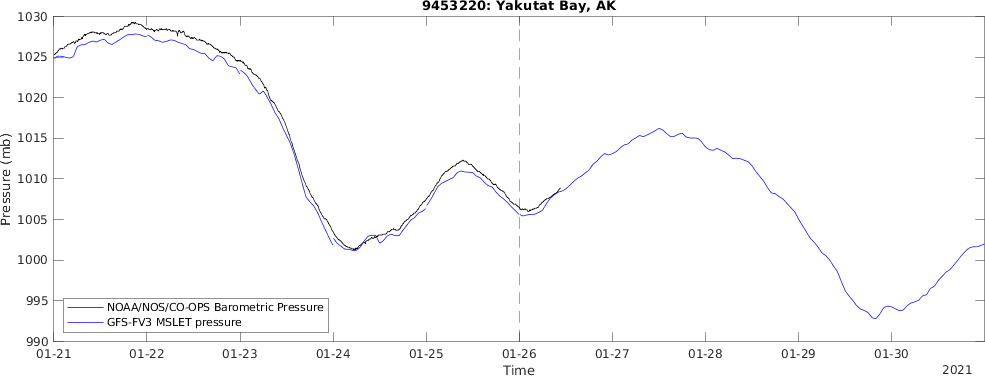 9453220: Yakutat Bay, AK
Pressure (mb)
1030
1025
1020
1015
1010
1005
1000
995
990
NOAA/NOS/CO-OPS Barometric Pressure
GFS-FV3 MSLET pressure
01-21 01-22 01-23 01-24 01-25 01-26 01-27 01-28 01-29 01-30
Time
2021